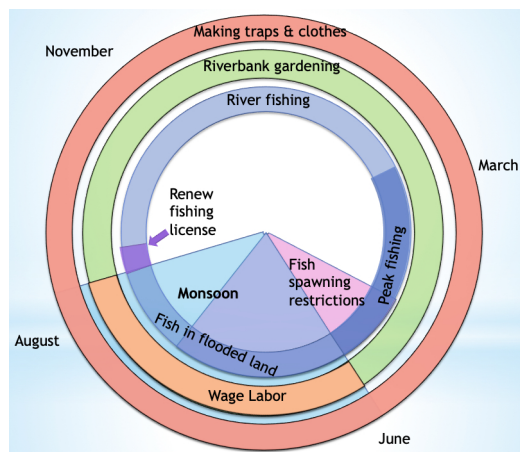 Making traps & clothes
November
Riverbank gardening
River fishing
March
Renew
fishing
license
Peak fishing
Fish
spawning
restrictions
Monsoon
Fish in flooded land
August
Wage Labor
June